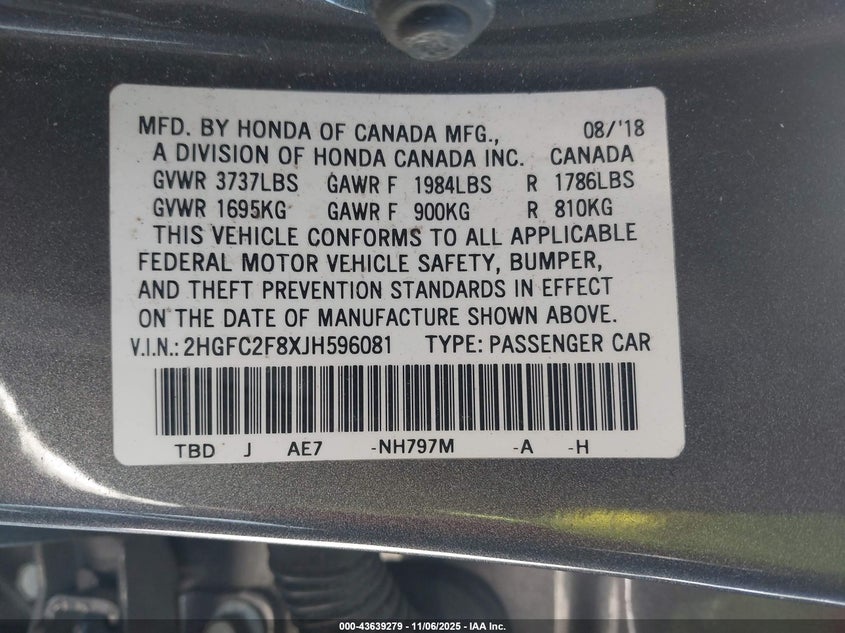 MFD. BY HONDA OF CANADA MFG., 08/'18
A DIVISION OF HONDA CANADA INC. CANADA
GVWR 3737LBS GAWR F 1984LBS R 1786LBS
GVWR 1695KG GAWR F 900KG R 810KG
THIS VEHICLE CONFORMS TO ALL APPLICABLE
FEDERAL MOTOR VEHICLE SAFETY, BUMPER,
AND THEFT PREVENTION STANDARDS IN EFFECT
ON THE DATE OF MANUFACTURE SHOWN ABOVE.
V.I.N.: 2HGFC2F8XJH596081 TYPE: PASSENGER CAR
TBD J AE7 -NH797M -A -H
000-43639279 - 11/06/2025 - IAA Inc.